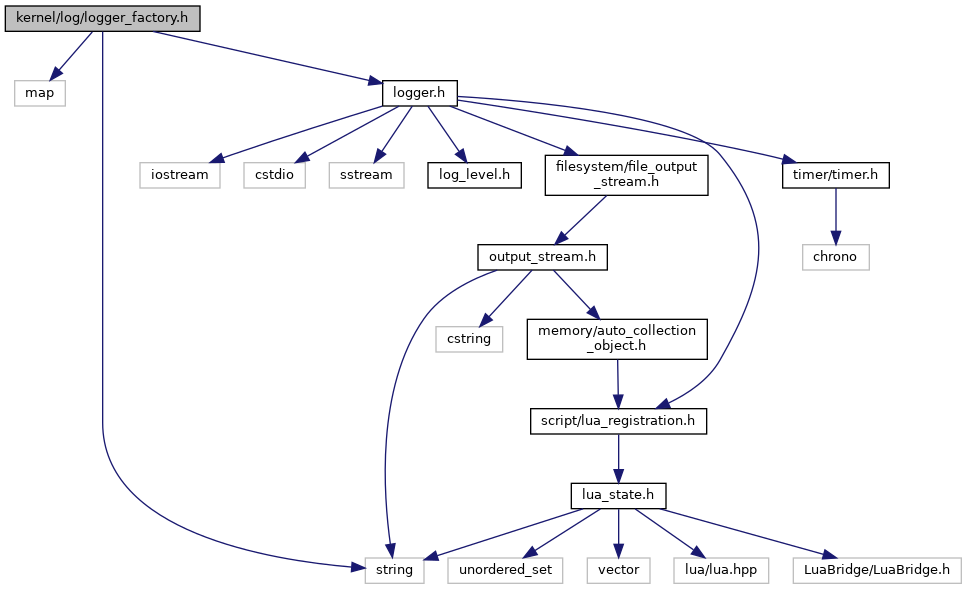 kernel/log/logger_factory.h
map
logger.h
iostream
cstdio
sstream
log_level.h
filesystem/file_output
_stream.h
timer/timer.h
output_stream.h
chrono
cstring
memory/auto_collection
_object.h
script/lua_registration.h
lua_state.h
string
unordered_set
vector
lua/lua.hpp
LuaBridge/LuaBridge.h